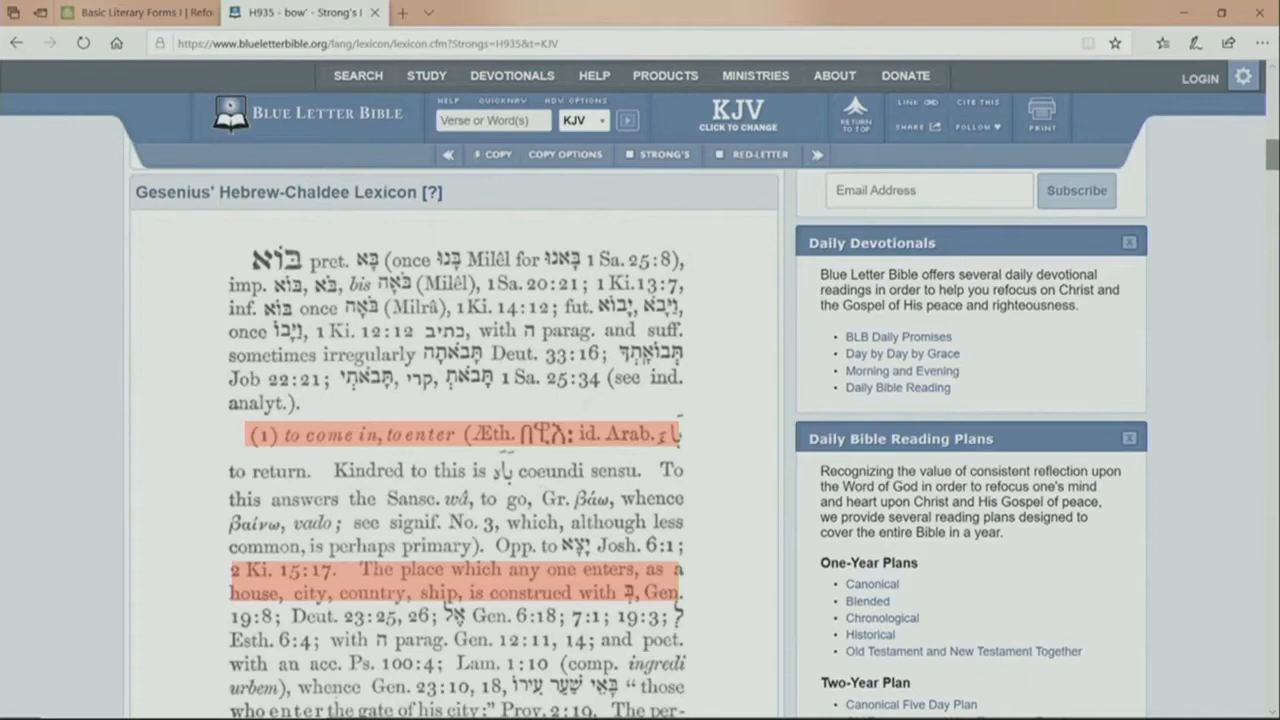 Basic Literary Forms I | Refo
H935 - bow' - Strong's I
https://www.blueletterbible.org/lang/lexicon/lexicon.cfm?Strongs=H935&t=KJV
SEARCH STUDY DEVOTIONALS HELP PRODUCTS MINISTRIES ABOUT DONATE
LOGIN
BLUE LETTER BIBLE
HELP QUICKNAV ADV OPTIONS
Verse or Word(s)
KJV
KJV
CLICK TO CHANGE
RETURN
TO TOP
LINK CITE THIS
SHARE FOLLOW
PRINT
COPY COPY OPTIONS STRONG'S RED-LETTER
Gesenius' Hebrew-Chaldee Lexicon [?]
בּוֹא pret. בָּא (once בָּנוּ Milêl for בָּאנוּ 1 Sa. 25:8),
imp. בּוֹא, בֹּא, bis בֹּאָה (Milêl), 1Sa. 20:21; 1 Ki.13:7,
inf. בּוֹא once בֹּאָה (Milrâ), 1Ki. 14:12; fut. יָבוֹא, וַיָּבֹא,
once וַיָּבוֹ, 1 Ki. 12:12 כתיב, with ה parag. and suff.
sometimes irregularly תָּבוֹאתָה Deut. 33:16; תְּבוֹאָתְךָ
Job 22:21; תָּבֹאתִי, קרי, תָּבֹאת 1 Sa. 25:34 (see ind.
analyt.).
(1) to come in, to enter (Æth. በዊእ: id. Arab. بَآءَ
to return. Kindred to this is بَآءَ coeundi sensu. To
this answers the Sansc. wâ, to go, Gr. βάω, whence
βαίνω, vado; see signif. No. 3, which, although less
common, is perhaps primary). Opp. to יָצָא Josh. 6:1;
2 Ki. 15:17. The place which any one enters, as a
house, city, country, ship, is construed with בְּ, Gen.
19:8; Deut. 23:25, 26; אֶל Gen. 6:18; 7:1; 19:3; לְ
Esth. 6:4; with ה parag. Gen. 12:11, 14; and poet.
with an acc. Ps. 100:4; Lam. 1:10 (comp. ingredi
urbem), whence Gen. 23:10, 18, בָּאֵי שַׁעַר עִירוֹ "those
who enter the gate of his city:" Prov. 2:19. The per-
Email Address
Subscribe
Daily Devotionals
Blue Letter Bible offers several daily devotional
readings in order to help you refocus on Christ and
the Gospel of His peace and righteousness.
BLB Daily Promises
Day by Day by Grace
Morning and Evening
Daily Bible Reading
Daily Bible Reading Plans
Recognizing the value of consistent reflection upon
the Word of God in order to refocus one's mind
and heart upon Christ and His Gospel of peace,
we provide several reading plans designed to
cover the entire Bible in a year.
One-Year Plans
Canonical
Blended
Chronological
Historical
Old Testament and New Testament Together
Two-Year Plan
Canonical Five Day Plan